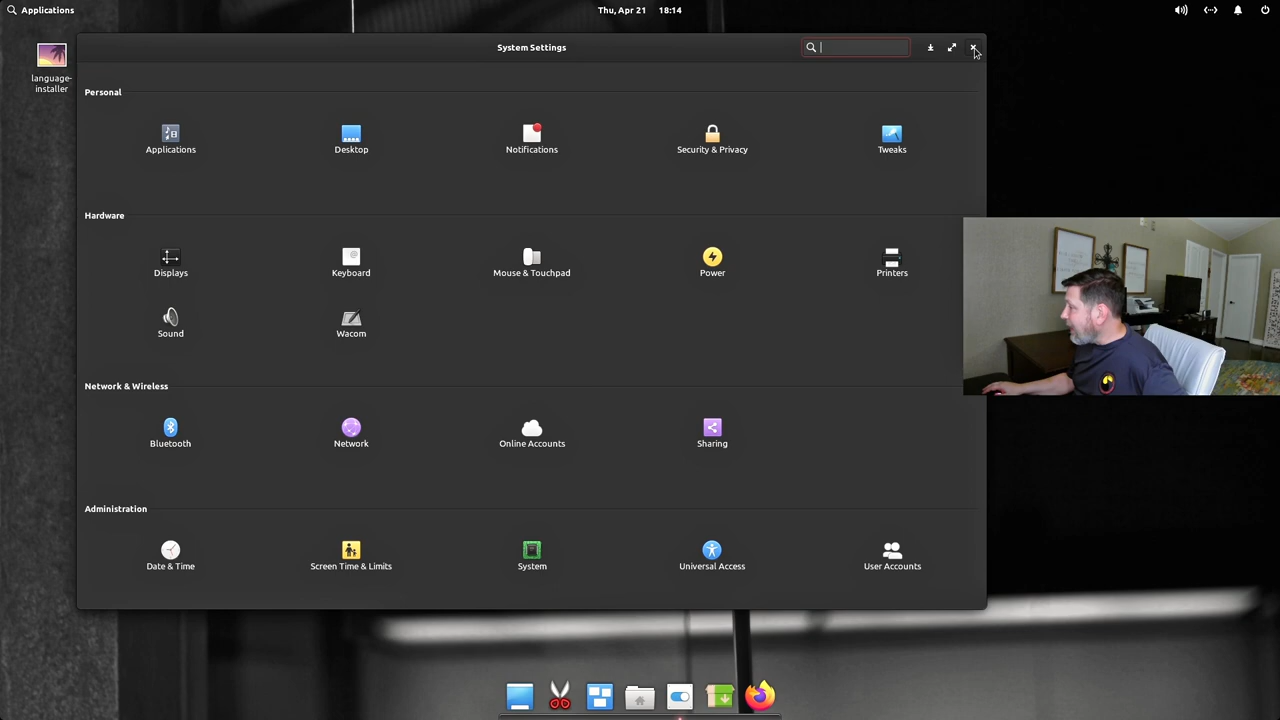 Applications
Thu, Apr 21 18:14
language-
installer
System Settings
Personal
Applications
Desktop
Notifications
Security & Privacy
Tweaks
Hardware
Displays
Keyboard
Mouse & Touchpad
Power
Printers
Sound
Wacom
Network & Wireless
Bluetooth
Network
Online Accounts
Sharing
Administration
Date & Time
Screen Time & Limits
System
Universal Access
User Accounts